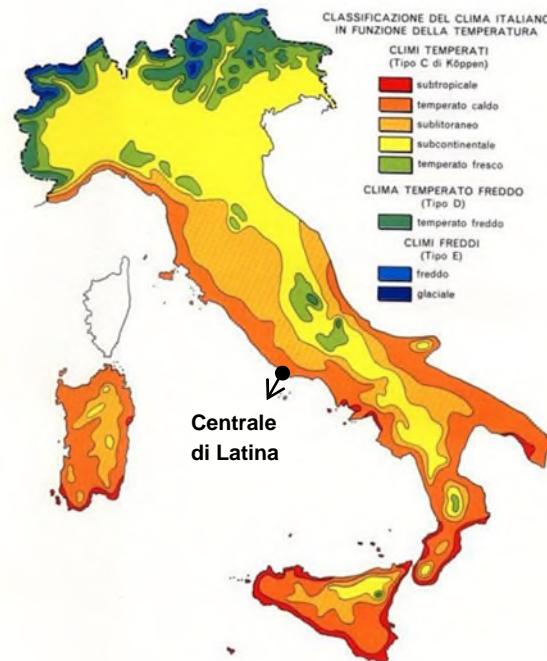 CLASSIFICAZIONE DEL CLIMA ITALIANO
IN FUNZIONE DELLA TEMPERATURA
CLIMI TEMPERATI
(Tipo C di Köppen)
subtropicale
temperato caldo
sublitoraneo
subcontinentale
temperato fresco
CLIMA TEMPERATO FREDDO
(Tipo D)
temperato freddo
CLIMI FREDDI
(Tipo E)
freddo
glaciale
Centrale
di Latina